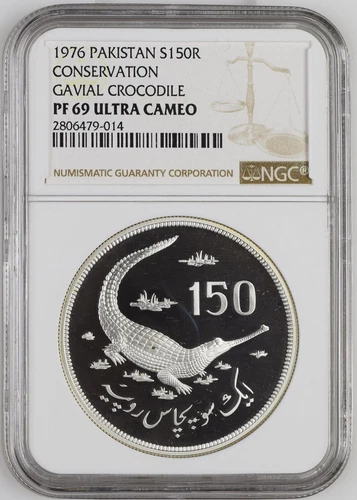 1976 PAKISTAN S150R
CONSERVATION
GAVIAL CROCODILE
PF 69 ULTRA CAMEO
2806479-014
NUMISMATIC GUARANTY CORPORATION NGC®
150
ایک سو پچاس روپیہ